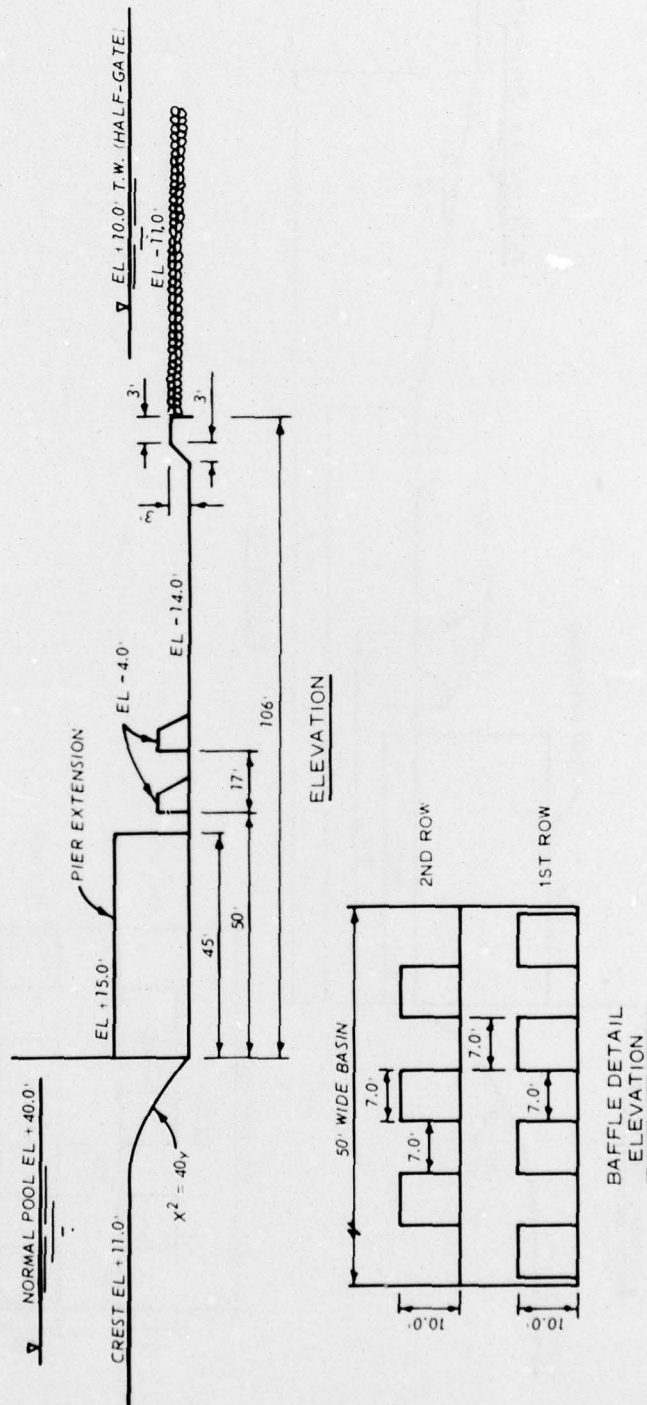 NORMAL POOL EL + 40.0'
CREST EL + 11.0'
X² = 40y
EL + 15.0'
PIER EXTENSION
EL - 4.0'
EL - 14.0'
3'
3'
3'
EL + 10.0' T.W. (HALF-GATE)
EL - 11.0'
45'
50'
17'
106'
ELEVATION
50' WIDE BASIN
10.0'
7.0'
7.0'
2ND ROW
10.0'
7.0'
7.0'
1ST ROW
BAFFLE DETAIL
ELEVATION